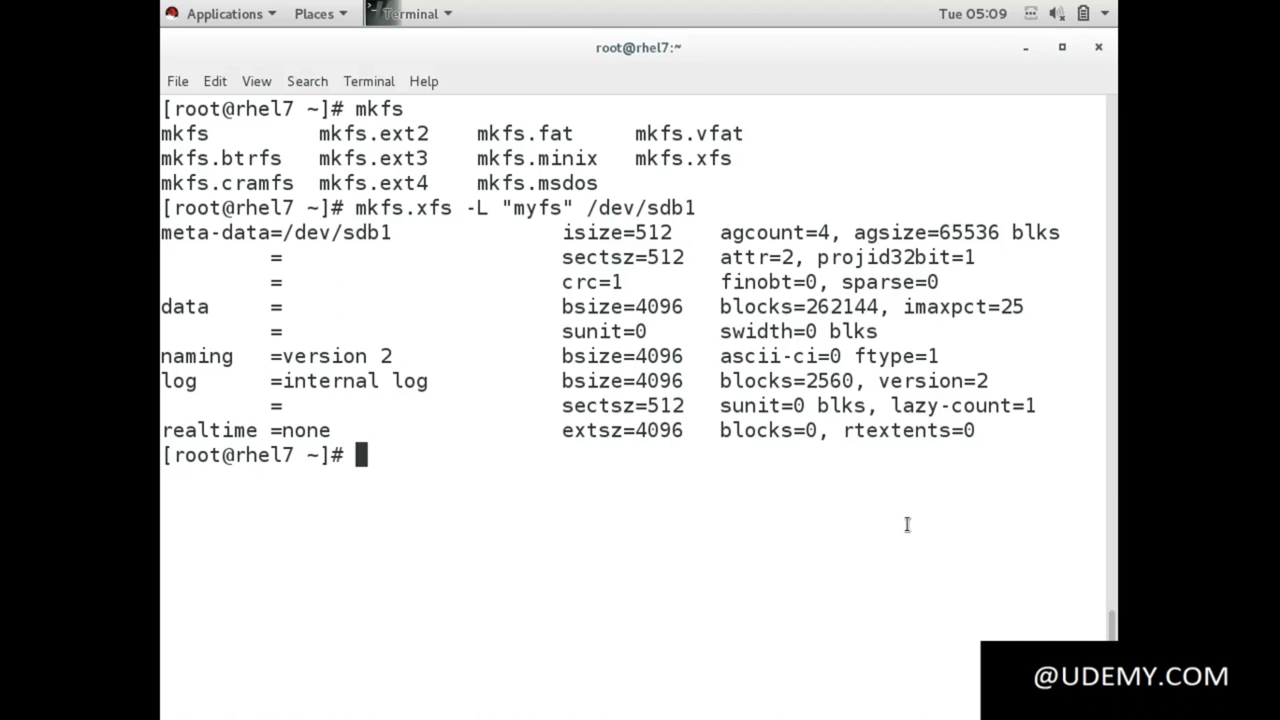 Applications Places Terminal Tue 05:09
root@rhel7:~
File Edit View Search Terminal Help
[root@rhel7 ~]# mkfs
mkfs mkfs.ext2 mkfs.fat mkfs.vfat
mkfs.btrfs mkfs.ext3 mkfs.minix mkfs.xfs
mkfs.cramfs mkfs.ext4 mkfs.msdos
[root@rhel7 ~]# mkfs.xfs -L "myfs" /dev/sdb1
meta-data=/dev/sdb1 isize=512 agcount=4, agsize=65536 blks
= sectsz=512 attr=2, projid32bit=1
= crc=1 finobt=0, sparse=0
data = bsize=4096 blocks=262144, imaxpct=25
= sunit=0 swidth=0 blks
naming =version 2 bsize=4096 ascii-ci=0 ftype=1
log =internal log bsize=4096 blocks=2560, version=2
= sectsz=512 sunit=0 blks, lazy-count=1
realtime =none extsz=4096 blocks=0, rtextents=0
[root@rhel7 ~]#
@UDEMY.COM